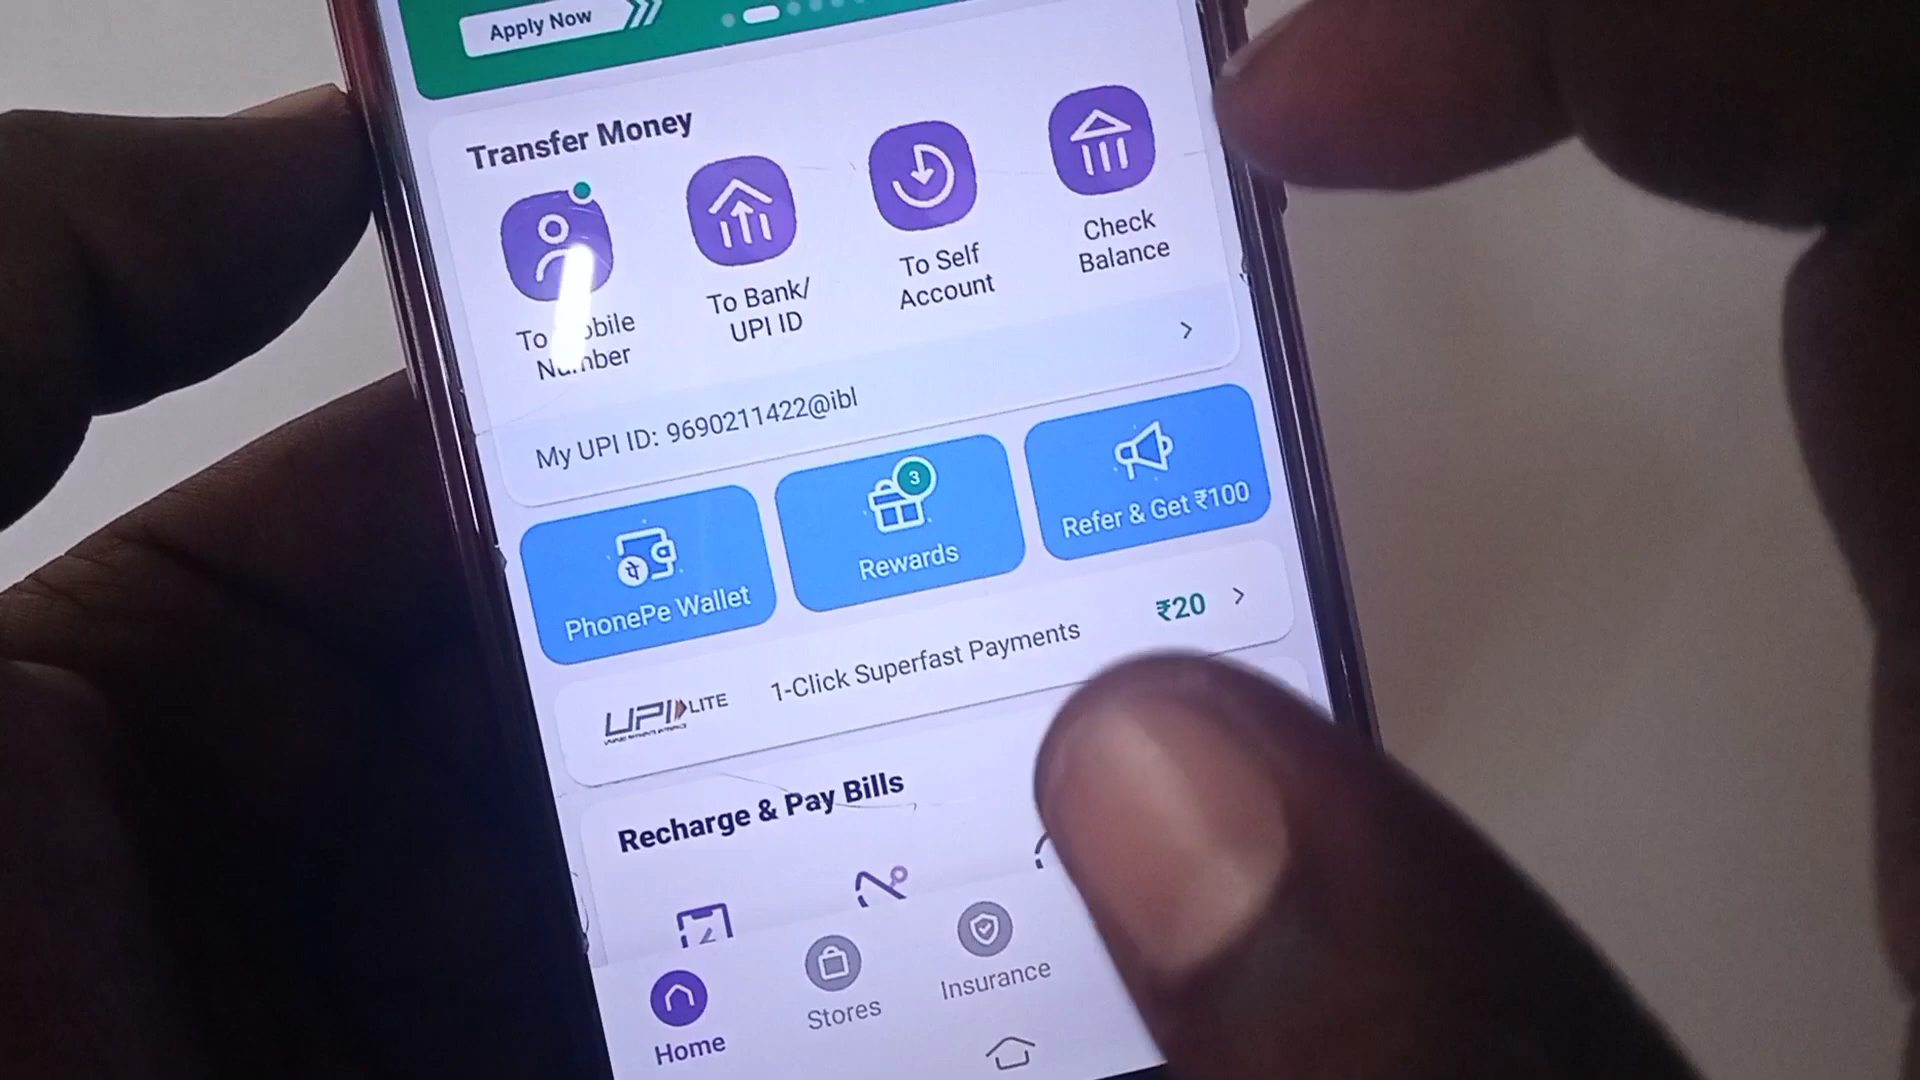 Apply Now
Transfer Money
To Mobile
Number
To Bank/
UPI ID
To Self
Account
Check
Balance
My UPI ID: 9690211422@ibl
पे
PhonePe Wallet
3
Rewards
Refer & Get ₹100
UPI LITE
1-Click Superfast Payments
₹20
Recharge & Pay Bills
Home
Stores
Insurance